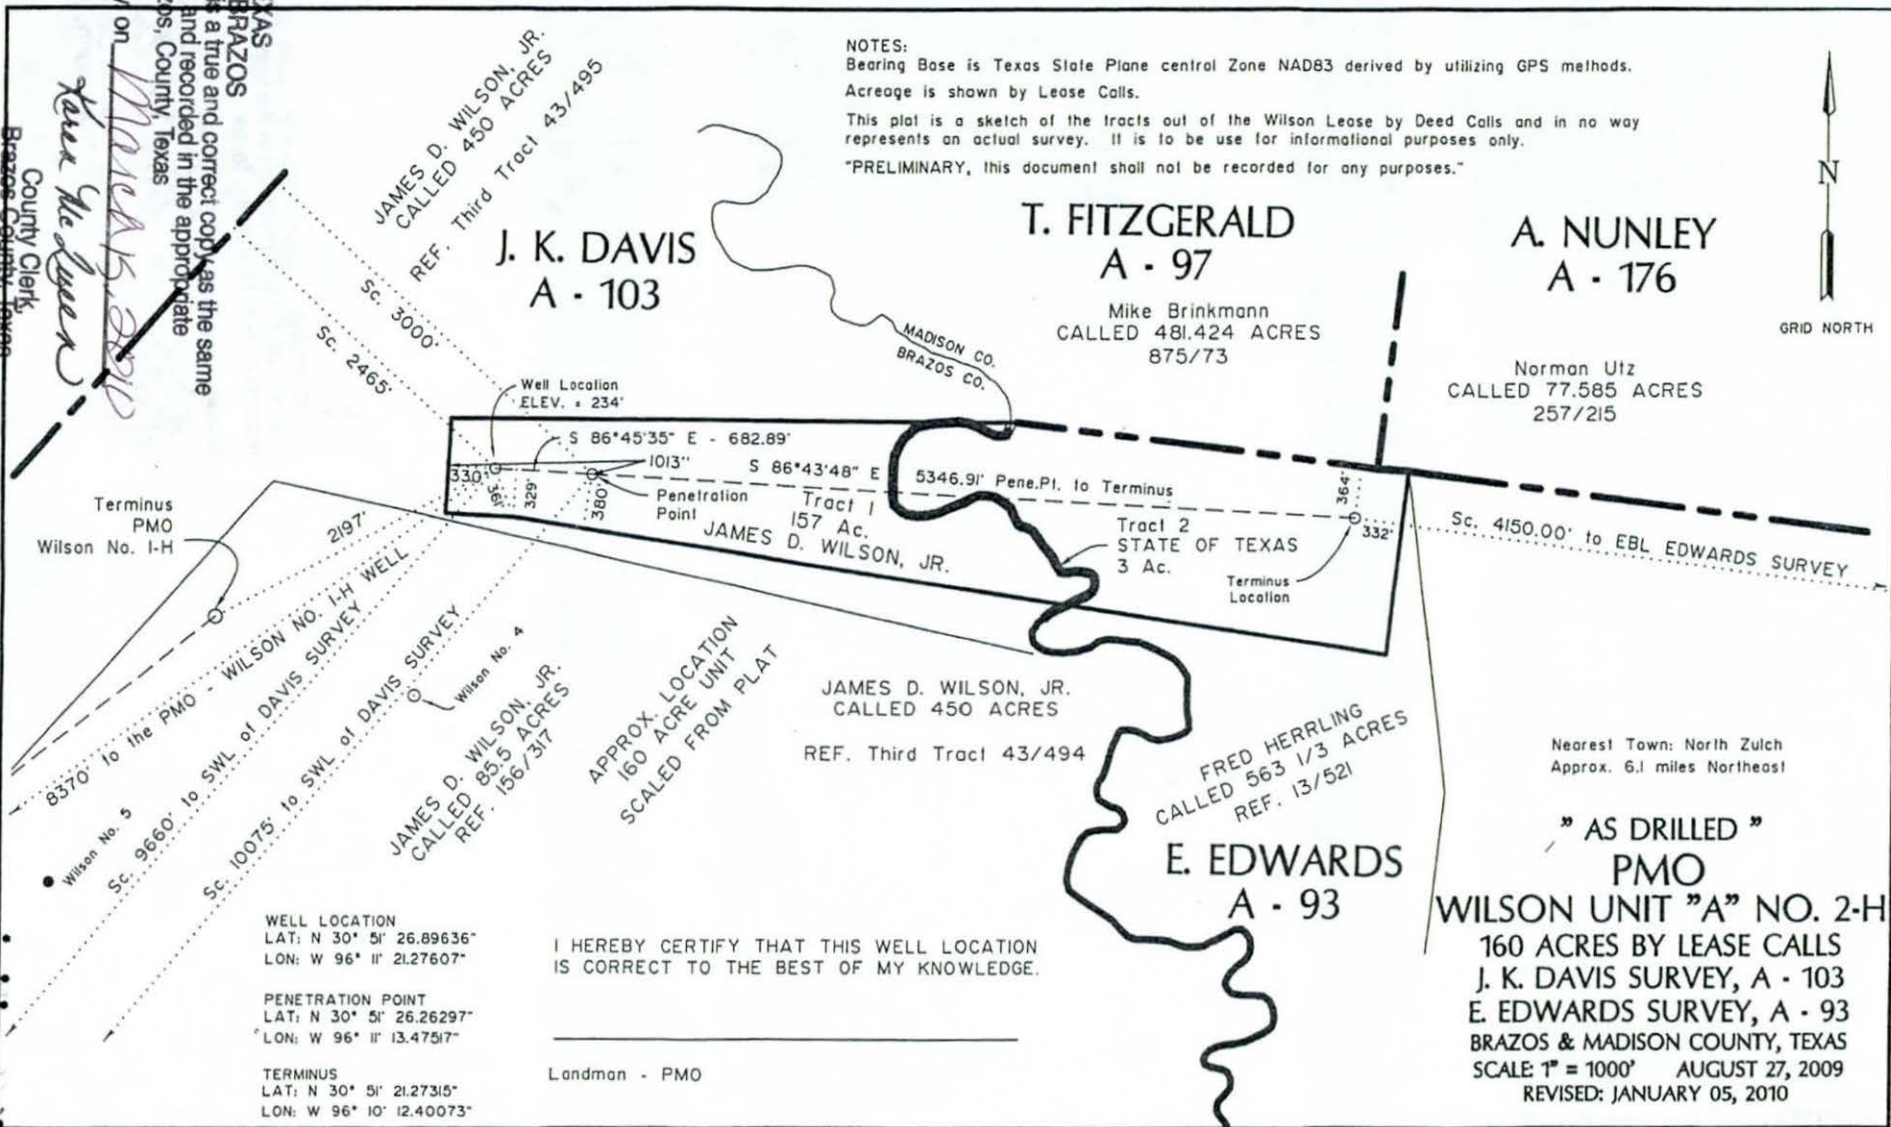 XAS
BRAZOS
is a true and correct copy as the same
and recorded in the appropriate
os, County, Texas
on March 15, 2010
Karen McQueen
County Clerk,
Brazos County, Texas
NOTES:
Bearing Base is Texas State Plane central Zone NAD83 derived by utilizing GPS methods.
Acreage is shown by Lease Calls.
This plat is a sketch of the tracts out of the Wilson Lease by Deed Calls and in no way
represents an actual survey. It is to be use for informational purposes only.
"PRELIMINARY, this document shall not be recorded for any purposes."
N
GRID NORTH
JAMES D. WILSON, JR.
CALLED 450 ACRES
REF. Third Tract 43/495
J. K. DAVIS
A - 103
T. FITZGERALD
A - 97
Mike Brinkmann
CALLED 481.424 ACRES
875/73
A. NUNLEY
A - 176
Norman Utz
CALLED 77.585 ACRES
257/215
MADISON CO.
BRAZOS CO.
Sc. 3000'
Sc. 2465'
Well Location
ELEV. = 234'
S 86°45'35" E - 682.89'
1013"
S 86°43'48" E
5346.91' Pene.Pt. to Terminus
330'
361'
329'
380'
Penetration
Point
Tract 1
157 Ac.
JAMES D. WILSON, JR.
Tract 2
STATE OF TEXAS
3 Ac.
364'
332'
Terminus
Location
Sc. 4150.00' to EBL EDWARDS SURVEY
Terminus
PMO
Wilson No. 1-H
2197'
8370' to the PMO - WILSON NO. 1-H WELL
Sc. 9660' to SWL of DAVIS SURVEY
Sc. 10075' to SWL of DAVIS SURVEY
Wilson No. 4
Wilson No. 5
JAMES D. WILSON, JR.
CALLED 85.5 ACRES
REF. 156/317
APPROX. LOCATION
160 ACRE UNIT
SCALED FROM PLAT
JAMES D. WILSON, JR.
CALLED 450 ACRES
REF. Third Tract 43/494
FRED HERRLING
CALLED 563 1/3 ACRES
REF. 13/521
E. EDWARDS
A - 93
Nearest Town: North Zulch
Approx. 6.1 miles Northeast
" AS DRILLED "
PMO
WILSON UNIT "A" NO. 2-H
160 ACRES BY LEASE CALLS
J. K. DAVIS SURVEY, A - 103
E. EDWARDS SURVEY, A - 93
BRAZOS & MADISON COUNTY, TEXAS
SCALE: 1" = 1000' AUGUST 27, 2009
REVISED: JANUARY 05, 2010
WELL LOCATION
LAT: N 30° 51' 26.89636"
LON: W 96° 11' 21.27607"
PENETRATION POINT
LAT: N 30° 51' 26.26297"
LON: W 96° 11' 13.47517"
TERMINUS
LAT: N 30° 51' 21.27315"
LON: W 96° 10' 12.40073"
I HEREBY CERTIFY THAT THIS WELL LOCATION
IS CORRECT TO THE BEST OF MY KNOWLEDGE.
Landman - PMO